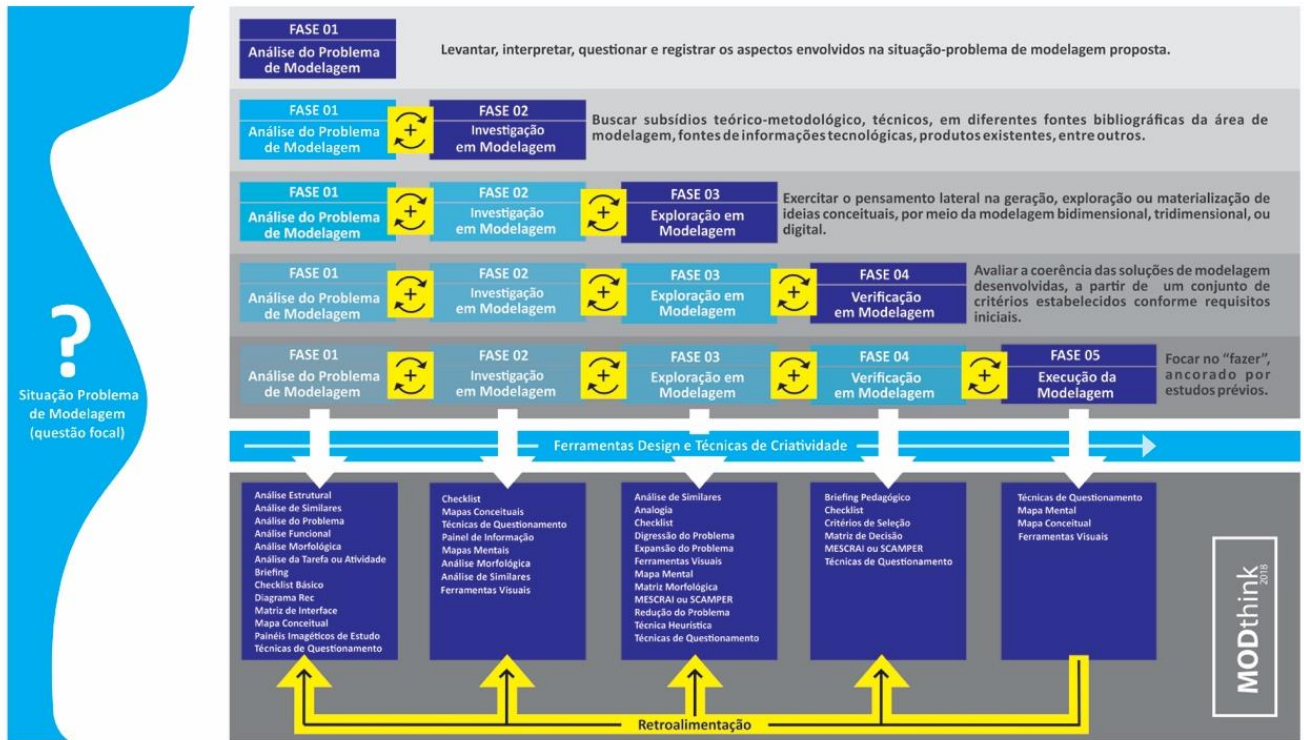 ?
Situação Problema
de Modelagem
(questão focal)
FASE 01
Análise do Problema
de Modelagem
Levantar, interpretar, questionar e registrar os aspectos envolvidos na situação-problema de modelagem proposta.
FASE 01
Análise do Problema
de Modelagem
+
FASE 02
Investigação
em Modelagem
Buscar subsídios teórico-metodológico, técnicos, em diferentes fontes bibliográficas da área de
modelagem, fontes de informações tecnológicas, produtos existentes, entre outros.
FASE 01
Análise do Problema
de Modelagem
+
FASE 02
Investigação
em Modelagem
+
FASE 03
Exploração em
Modelagem
Exercitar o pensamento lateral na geração, exploração ou materialização de
ideias conceituais, por meio da modelagem bidimensional, tridimensional, ou
digital.
FASE 01
Análise do Problema
de Modelagem
+
FASE 02
Investigação
em Modelagem
+
FASE 03
Exploração em
Modelagem
+
FASE 04
Verificação
em Modelagem
Avaliar a coerência das soluções de modelagem
desenvolvidas, a partir de um conjunto de
critérios estabelecidos conforme requisitos
iniciais.
FASE 01
Análise do Problema
de Modelagem
+
FASE 02
Investigação
em Modelagem
+
FASE 03
Exploração em
Modelagem
+
FASE 04
Verificação
em Modelagem
+
FASE 05
Execução da
Modelagem
Focar no "fazer",
ancorado por
estudos prévios.
Ferramentas Design e Técnicas de Criatividade
Análise Estrutural
Análise de Similares
Análise do Problema
Análise Funcional
Análise Morfológica
Análise da Tarefa ou Atividade
Briefing
Checklist Básico
Diagrama Rec
Matriz de Interface
Mapa Conceitual
Painéis Imagéticos de Estudo
Técnicas de Questionamento
Checklist
Mapas Conceituais
Técnicas de Questionamento
Painel de Informação
Mapas Mentais
Análise Morfológica
Análise de Similares
Ferramentas Visuais
Análise de Similares
Analogia
Checklist
Digressão do Problema
Expansão do Problema
Ferramentas Visuais
Mapa Mental
Matriz Morfológica
MESCRAI ou SCAMPER
Redução do Problema
Técnica Heurística
Técnicas de Questionamento
Briefing Pedagógico
Checklist
Critérios de Seleção
Matriz de Decisão
MESCRAI ou SCAMPER
Técnicas de Questionamento
Técnicas de Questionamento
Mapa Mental
Mapa Conceitual
Ferramentas Visuais
MODthink
2018
Retroalimentação